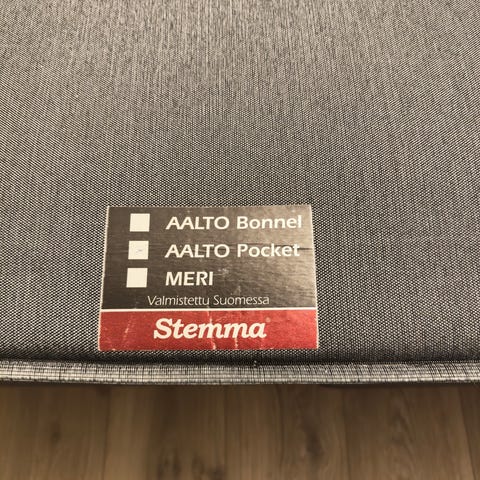 AALTO Bonnel
AALTO Pocket
MERI
Valmistettu Suomessa
Stemma